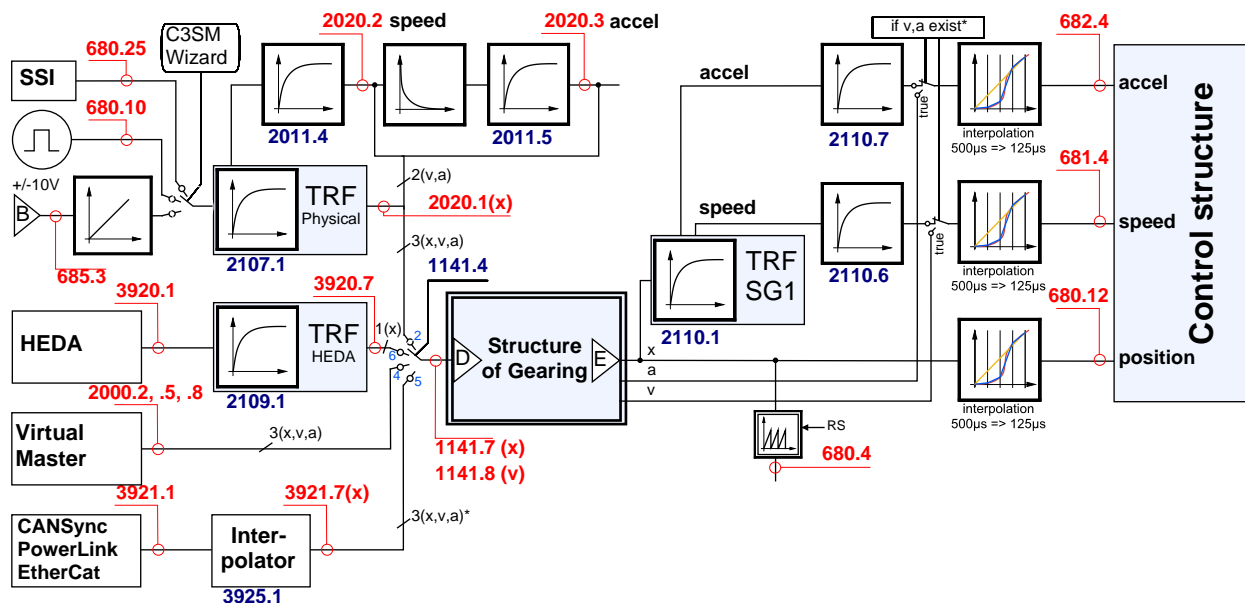 C3SM
Wizard
680.25
2020.2 speed
2020.3 accel
if v,a exist*
682.4
SSI
accel
accel
true
2011.4
2011.5
2110.7
interpolation
500µs => 125µs
680.10
+/-10V
B
685.3
TRF
Physical
2107.1
2(v,a)
2020.1(x)
3(x,v,a)
speed
681.4
speed
true
2110.6
interpolation
500µs => 125µs
TRF
SG1
2110.1
Control structure
3920.1
3920.7
1141.4
680.12
HEDA
TRF
HEDA
2109.1
1(x)
2
6
4
5
D
Structure
of Gearing
E
x
a
v
position
interpolation
500µs => 125µs
2000.2, .5, .8
Virtual
Master
3(x,v,a)
1141.7 (x)
1141.8 (v)
RS
680.4
3921.1
3921.7(x)
3(x,v,a)*
CANSync
PowerLink
EtherCat
Inter-
polator
3925.1